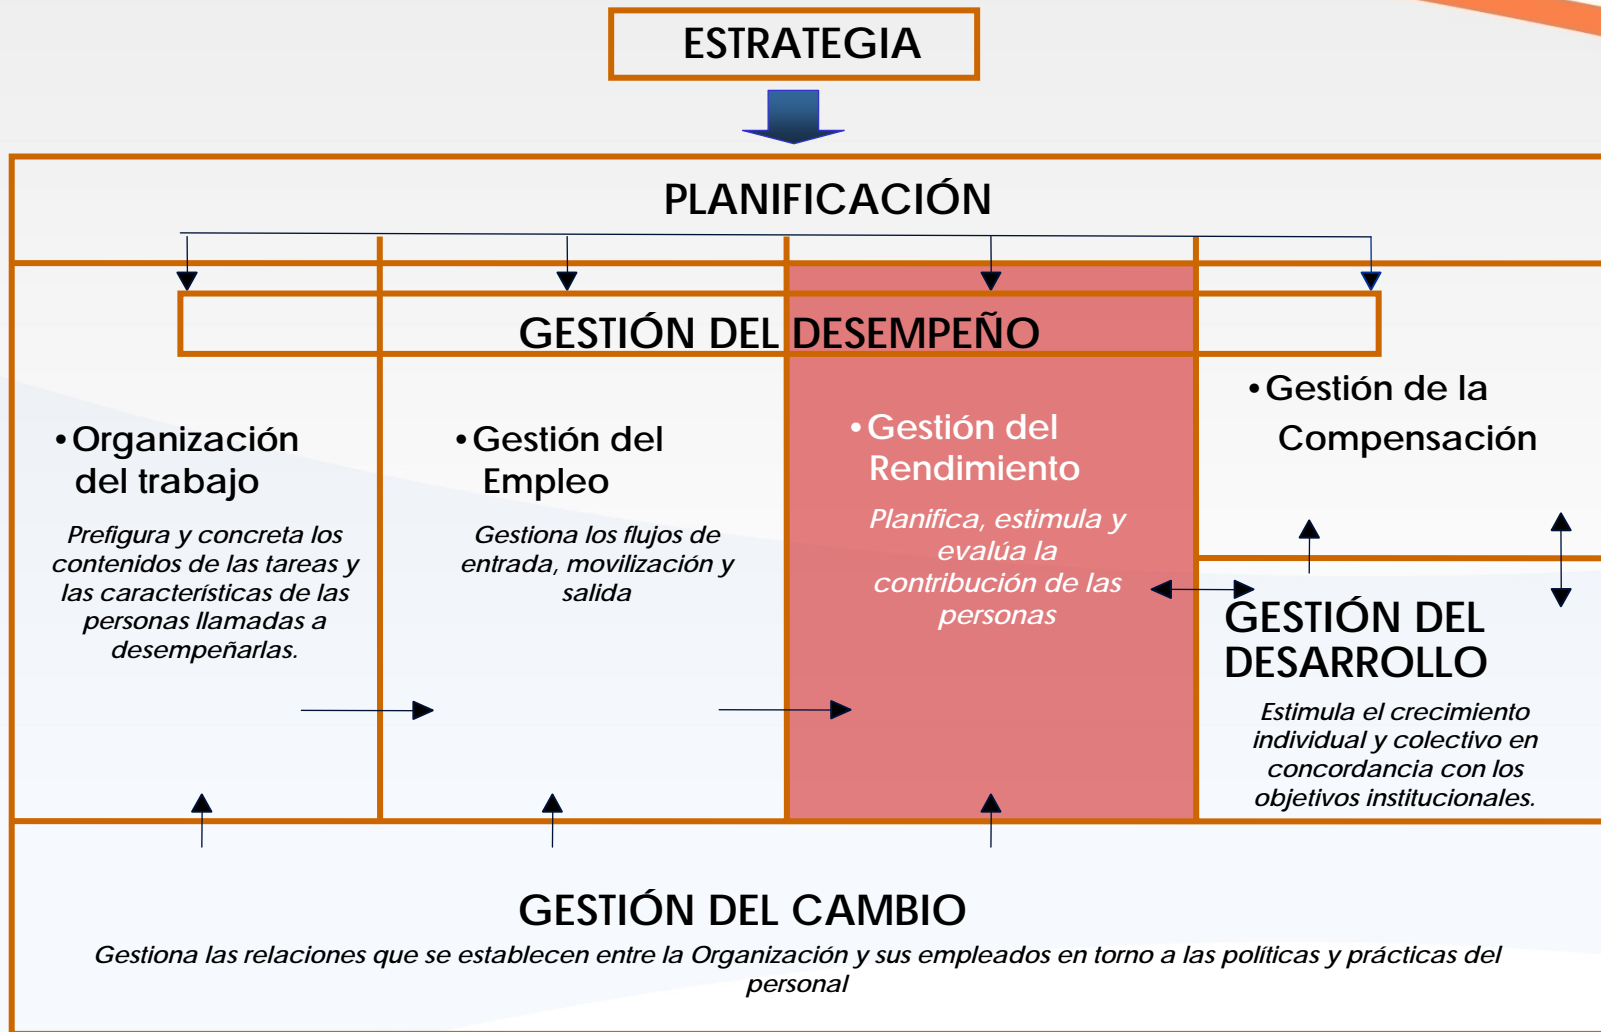 ESTRATEGIA
PLANIFICACIÓN
GESTIÓN DEL DESEMPEÑO
•Organización
del trabajo
Prefigura y concreta los
contenidos de las tareas y
las características de las
personas llamadas a
desempeñarlas.
•Gestión del
Empleo
Gestiona los flujos de
entrada, movilización y
salida
•Gestión del
Rendimiento
Planifica, estimula y
evalúa la
contribución de las
personas
•Gestión de la
Compensación
GESTIÓN DEL
DESARROLLO
Estimula el crecimiento
individual y colectivo en
concordancia con los
objetivos institucionales.
GESTIÓN DEL CAMBIO
Gestiona las relaciones que se establecen entre la Organización y sus empleados en torno a las políticas y prácticas del
personal